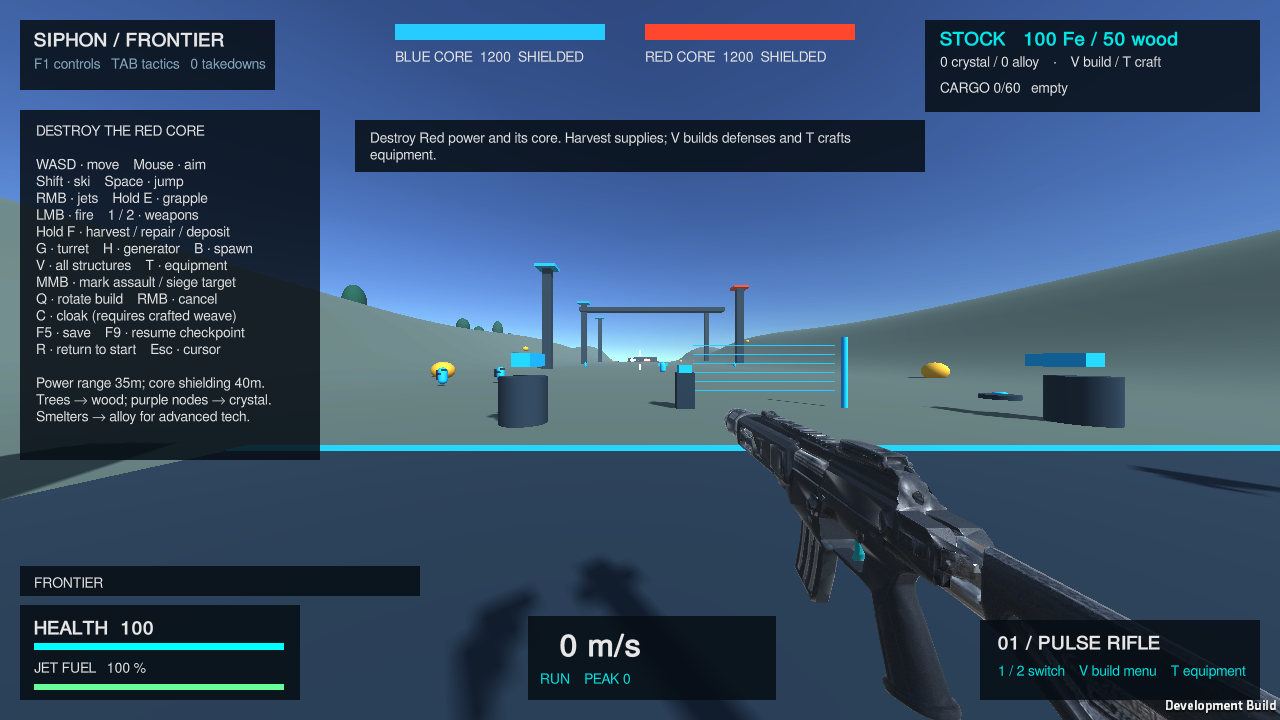 SIPHON / FRONTIER
F1 controls TAB tactics 0 takedowns
BLUE CORE 1200 SHIELDED
RED CORE 1200 SHIELDED
STOCK 100 Fe / 50 wood
0 crystal / 0 alloy · V build / T craft
CARGO 0/60 empty
Destroy Red power and its core. Harvest supplies; V builds defenses and T crafts
equipment.
DESTROY THE RED CORE
WASD · move Mouse · aim
Shift · ski Space · jump
RMB · jets Hold E · grapple
LMB · fire 1 / 2 · weapons
Hold F · harvest / repair / deposit
G · turret H · generator B · spawn
V · all structures T · equipment
MMB · mark assault / siege target
Q · rotate build RMB · cancel
C · cloak (requires crafted weave)
F5 · save F9 · resume checkpoint
R · return to start Esc · cursor
Power range 35m; core shielding 40m.
Trees → wood; purple nodes → crystal.
Smelters → alloy for advanced tech.
FRONTIER
HEALTH 100
JET FUEL 100 %
0 m/s
RUN PEAK 0
01 / PULSE RIFLE
1 / 2 switch V build menu T equipment
Development Build